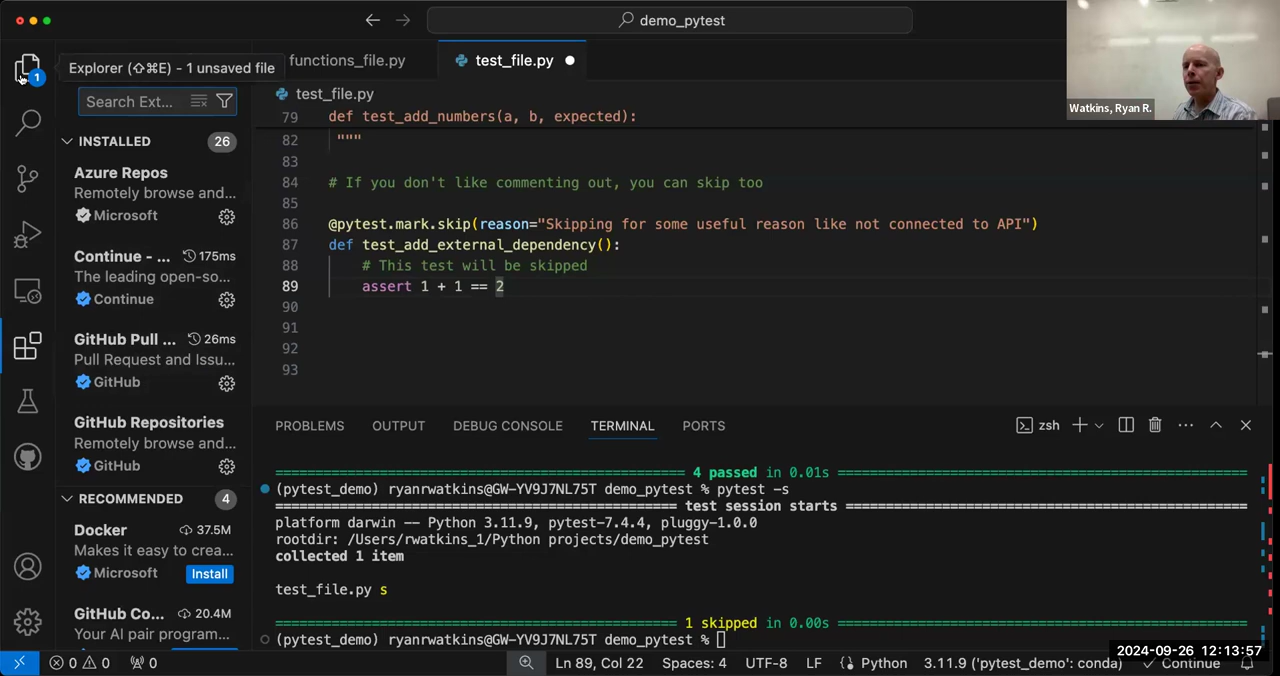 demo_pytest
Explorer (⇧⌘E) - 1 unsaved file
1
functions_file.py
test_file.py
Search Ext...
test_file.py
79 def test_add_numbers(a, b, expected):
82 """
83
84 # If you don't like commenting out, you can skip too
85
86 @pytest.mark.skip(reason="Skipping for some useful reason like not connected to API")
87 def test_add_external_dependency():
88 # This test will be skipped
89 assert 1 + 1 == 2
90
91
92
93
INSTALLED 26
Azure Repos
Remotely browse and...
Microsoft
Continue - ... 175ms
The leading open-so...
Continue
GitHub Pull ... 26ms
Pull Request and Issu...
GitHub
GitHub Repositories
Remotely browse and...
GitHub
RECOMMENDED 4
Docker 37.5M
Makes it easy to crea...
Microsoft Install
GitHub Co... 20.4M
Your AI pair program...
PROBLEMS OUTPUT DEBUG CONSOLE TERMINAL PORTS
zsh
4 passed in 0.01s
(pytest_demo) ryanrwatkins@GW-YV9J7NL75T demo_pytest % pytest -s
test session starts
platform darwin -- Python 3.11.9, pytest-7.4.4, pluggy-1.0.0
rootdir: /Users/rwatkins_1/Python projects/demo_pytest
collected 1 item
test_file.py s
1 skipped in 0.00s
(pytest_demo) ryanrwatkins@GW-YV9J7NL75T demo_pytest %
0 0 0 Ln 89, Col 22 Spaces: 4 UTF-8 LF Python 3.11.9 ('pytest_demo': conda) Continue
Watkins, Ryan R.
2024-09-26 12:13:57